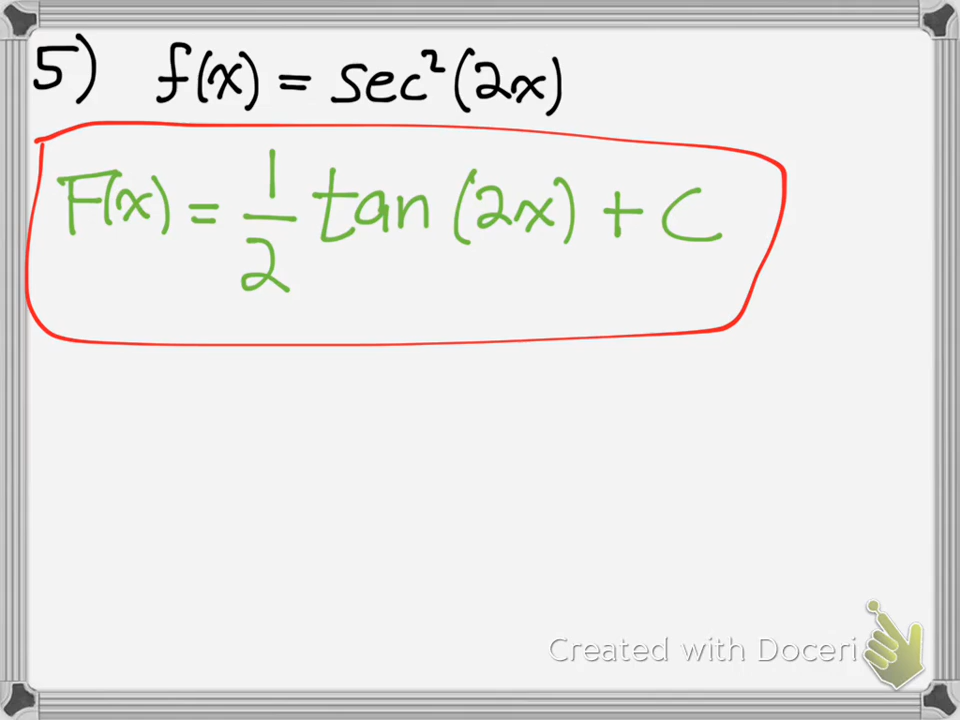 5) f(x) = sec²(2x)
F(x) = 1/2 tan (2x) + C
Created with Doceri